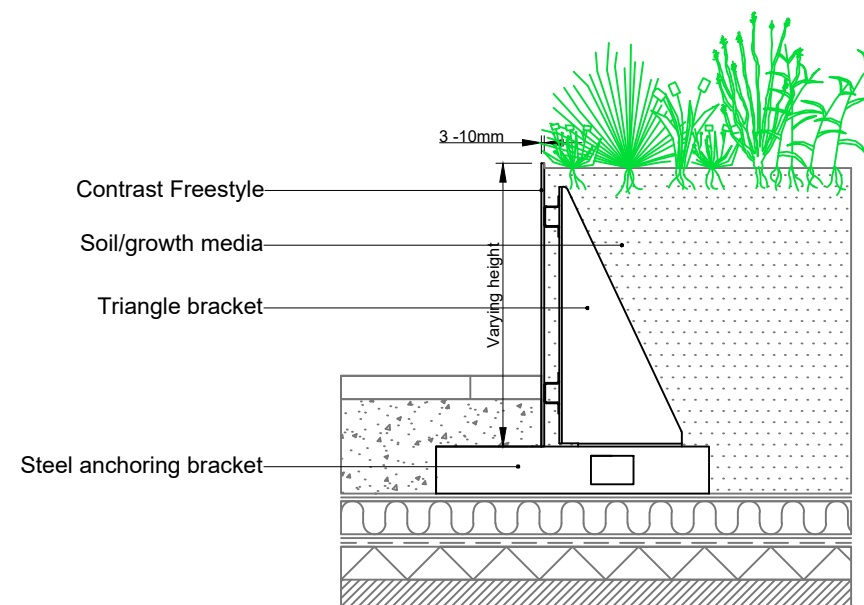 3 -10mm
Contrast Freestyle
Soil/growth media
Triangle bracket
Varying height
Steel anchoring bracket